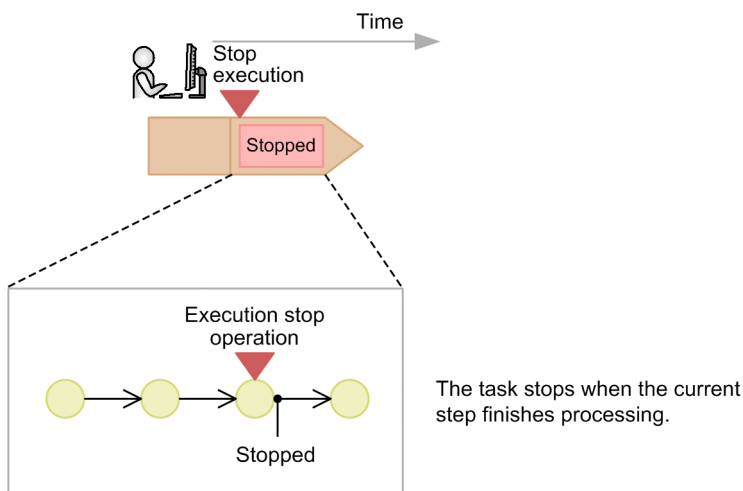 Time
Stop
execution
Stopped
Execution stop
operation
Stopped
The task stops when the current
step finishes processing.